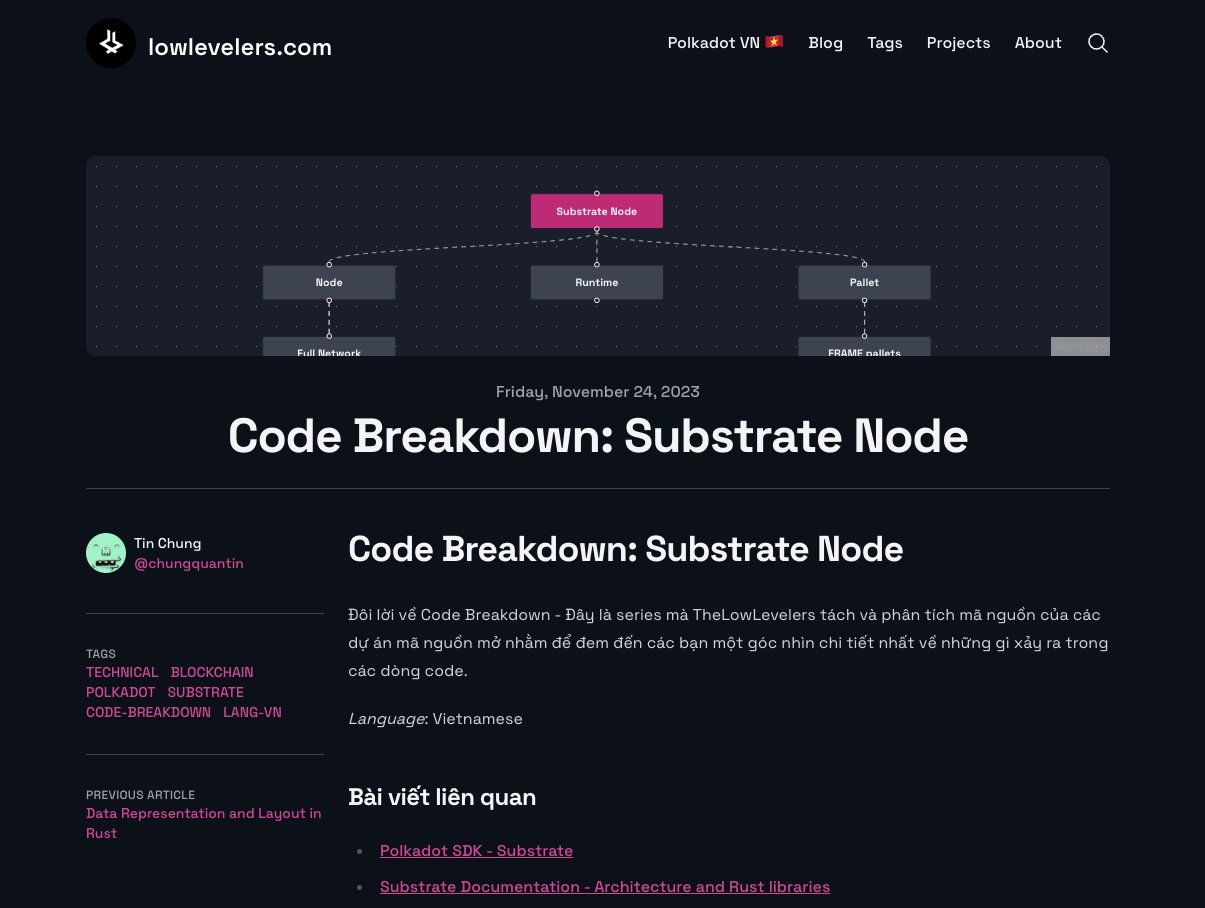 lowlevelers.com
Polkadot VN 🇻🇳 Blog Tags Projects About
Substrate Node
Node Runtime Pallet
Full Network FRAME pallets
Friday, November 24, 2023
Code Breakdown: Substrate Node
Tin Chung
@chungquantin
TAGS
TECHNICAL BLOCKCHAIN
POLKADOT SUBSTRATE
CODE-BREAKDOWN LANG-VN
PREVIOUS ARTICLE
Data Representation and Layout in
Rust
Code Breakdown: Substrate Node
Đôi lời về Code Breakdown - Đây là series mà TheLowLevelers tách và phân tích mã nguồn của các
dự án mã nguồn mở nhằm để đem đến các bạn một góc nhìn chi tiết nhất về những gì xảy ra trong
các dòng code.
Language: Vietnamese
Bài viết liên quan
Polkadot SDK - Substrate
Substrate Documentation - Architecture and Rust libraries